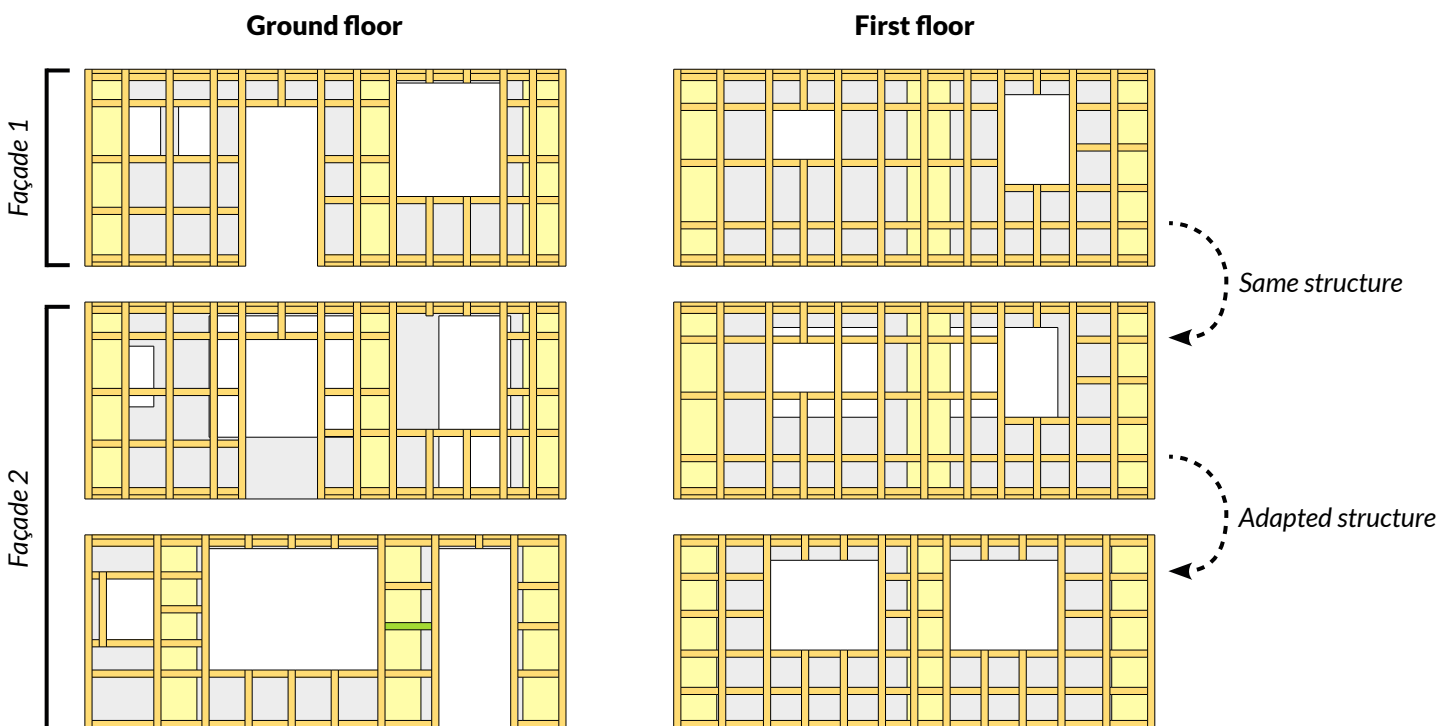 Ground floor
First floor
Façade 1
Same structure
Façade 2
Adapted structure